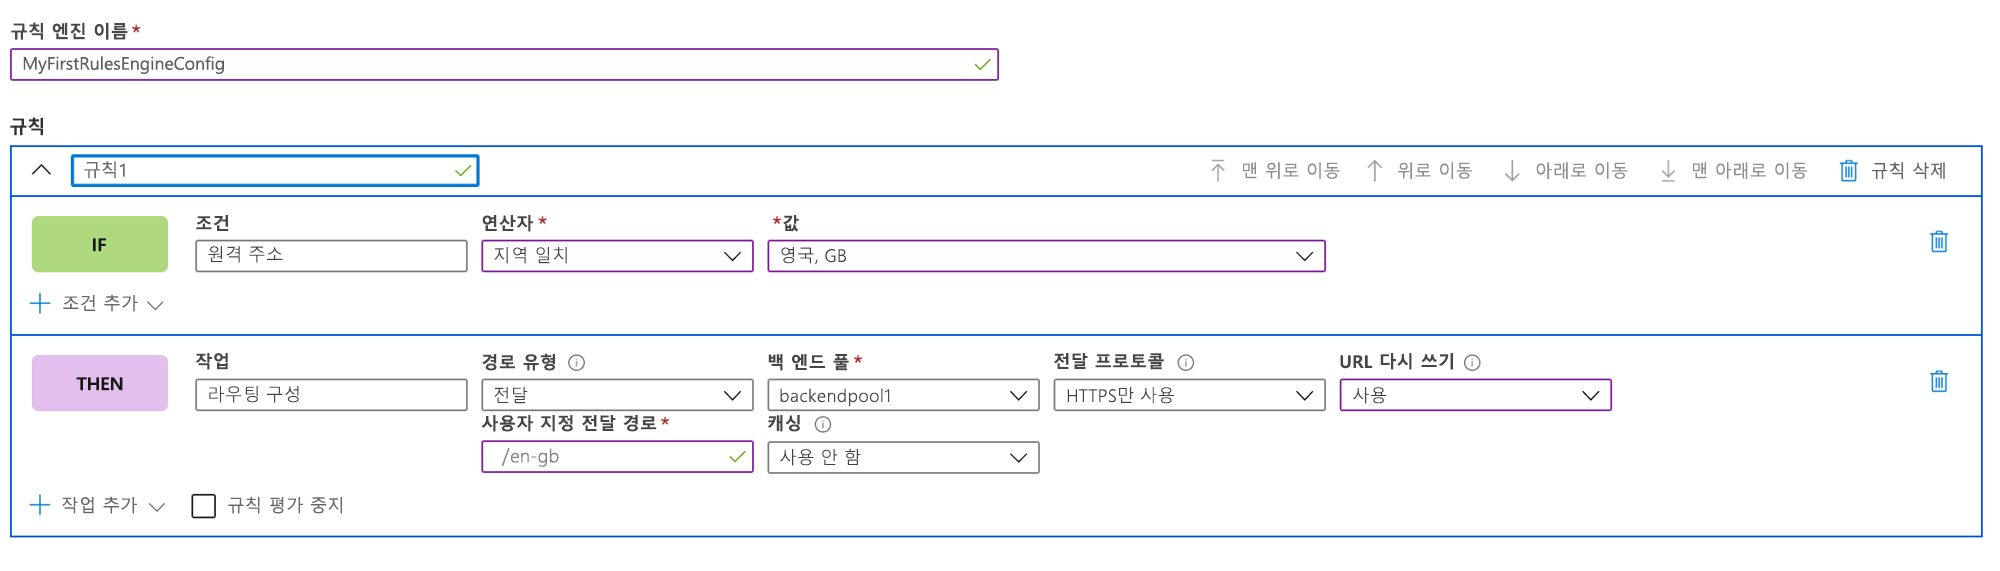 규칙 엔진 이름*
MyFirstRulesEngineConfig
규칙
규칙1
맨 위로 이동 위로 이동 아래로 이동 맨 아래로 이동 규칙 삭제
IF
조건 연산자* *값
원격 주소 지역 일치 영국, GB
조건 추가
THEN
작업 경로 유형 백 엔드 풀* 전달 프로토콜 URL 다시 쓰기
라우팅 구성 전달 backendpool1 HTTPS만 사용 사용
사용자 지정 전달 경로* 캐싱
/en-gb 사용 안 함
작업 추가 규칙 평가 중지